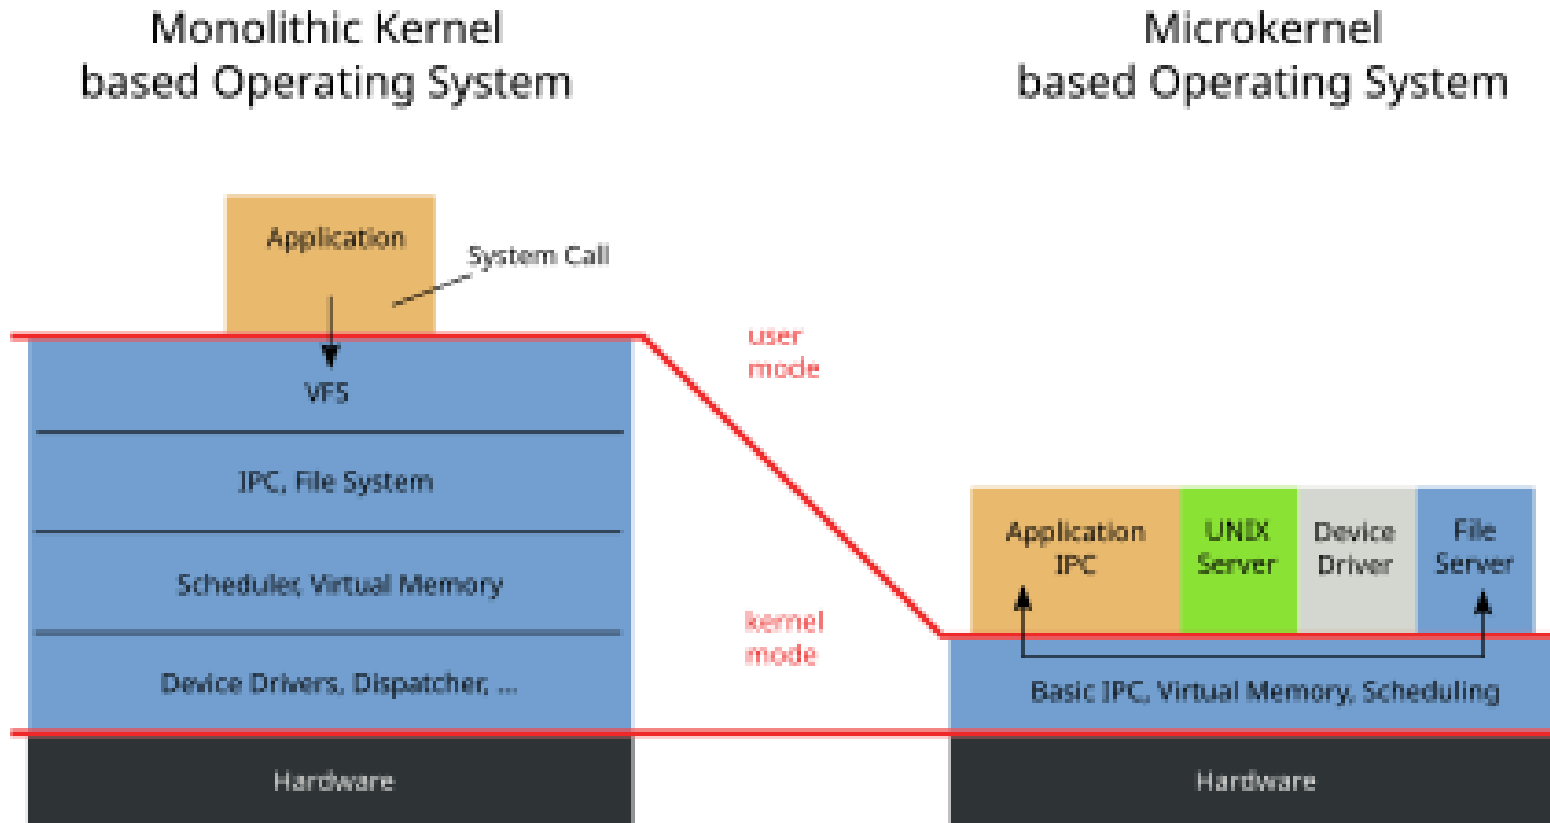 Monolithic Kernel
based Operating System
Microkernel
based Operating System
Application
System Call
user
mode
VFS
IPC, File System
Scheduler, Virtual Memory
kernel
mode
Device Drivers, Dispatcher, ...
Hardware
Application
IPC
UNIX
Server
Device
Driver
File
Server
Basic IPC, Virtual Memory, Scheduling
Hardware